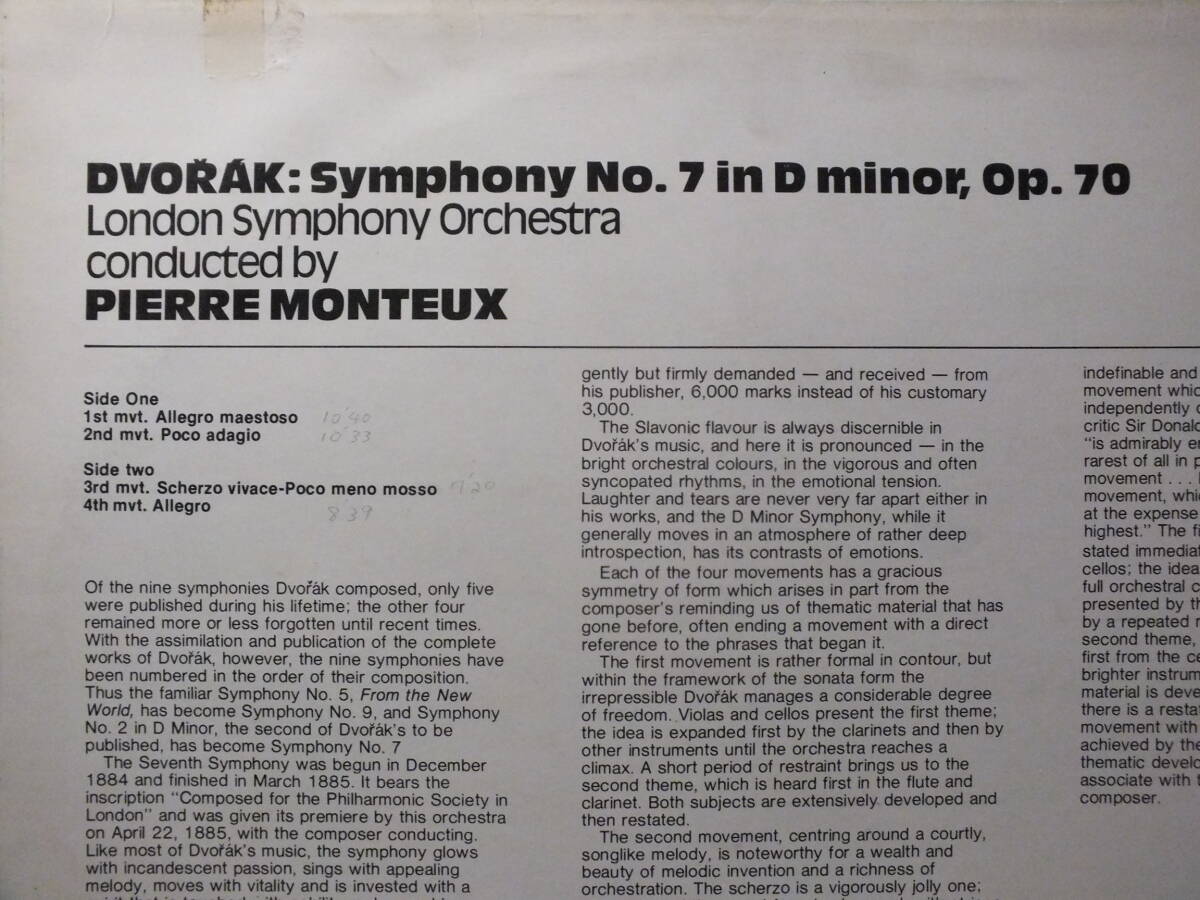 DVOŘÁK: Symphony No. 7 in D minor, Op. 70
London Symphony Orchestra
conducted by
PIERRE MONTEUX
Side One
1st mvt. Allegro maestoso 10'40
2nd mvt. Poco adagio 10'33
Side two
3rd mvt. Scherzo vivace-Poco meno mosso 7'20
4th mvt. Allegro 8 39
Of the nine symphonies Dvořák composed, only five
were published during his lifetime; the other four
remained more or less forgotten until recent times.
With the assimilation and publication of the complete
works of Dvořák, however, the nine symphonies have
been numbered in the order of their composition.
Thus the familiar Symphony No. 5, From the New
World, has become Symphony No. 9, and Symphony
No. 2 in D Minor, the second of Dvořák's to be
published, has become Symphony No. 7
The Seventh Symphony was begun in December
1884 and finished in March 1885. It bears the
inscription “Composed for the Philharmonic Society in
London” and was given its premiere by this orchestra
on April 22, 1885, with the composer conducting.
Like most of Dvořák's music, the symphony glows
with incandescent passion, sings with appealing
melody, moves with vitality and is invested with a
gently but firmly demanded — and received — from
his publisher, 6,000 marks instead of his customary
3,000.
The Slavonic flavour is always discernible in
Dvořák's music, and here it is pronounced — in the
bright orchestral colours, in the vigorous and often
syncopated rhythms, in the emotional tension.
Laughter and tears are never very far apart either in
his works, and the D Minor Symphony, while it
generally moves in an atmosphere of rather deep
introspection, has its contrasts of emotions.
Each of the four movements has a gracious
symmetry of form which arises in part from the
composer's reminding us of thematic material that has
gone before, often ending a movement with a direct
reference to the phrases that began it.
The first movement is rather formal in contour, but
within the framework of the sonata form the
irrepressible Dvořák manages a considerable degree
of freedom. Violas and cellos present the first theme;
the idea is expanded first by the clarinets and then by
other instruments until the orchestra reaches a
climax. A short period of restraint brings us to the
second theme, which is heard first in the flute and
clarinet. Both subjects are extensively developed and
then restated.
The second movement, centring around a courtly,
songlike melody, is noteworthy for a wealth and
beauty of melodic invention and a richness of
orchestration. The scherzo is a vigorously jolly one;
indefinable and
movement whic
independently
critic Sir Donald
“is admirably e
rarest of all in p
movement . . .
movement, whi
at the expense
highest.” The fi
stated immediat
cellos; the idea
full orchestral c
presented by th
by a repeated
second theme,
first from the ce
brighter instrum
material is deve
there is a restat
movement with
achieved by the
thematic develo
associate with t
composer.